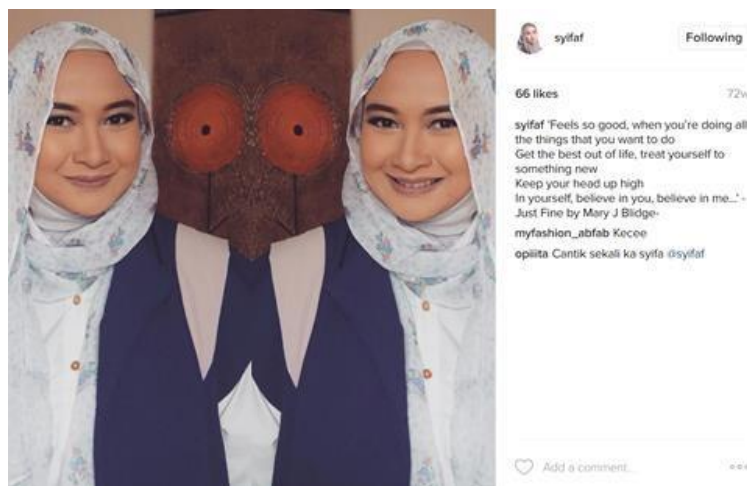 syifaf
Following
66 likes
72w
syifaf 'Feels so good, when you're doing all
the things that you want to do
Get the best out of life, treat yourself to
something new
Keep your head up high
In yourself, believe in you, believe in me...' -
Just Fine by Mary J Blidge-
myfashion_abfab Kecee
opiiita Cantik sekali ka syifa @syifaf
Add a comment...